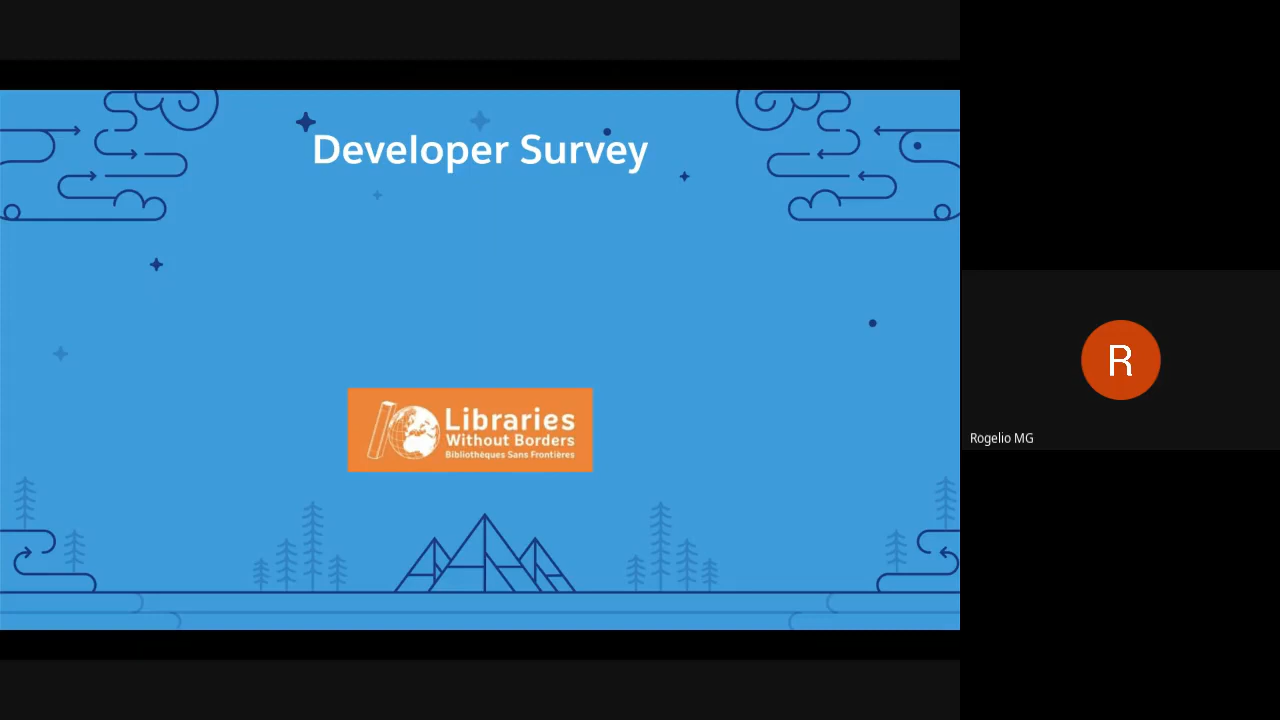 Developer Survey
Libraries
Without Borders
Bibliothèques Sans Frontières
R
Rogelio MG